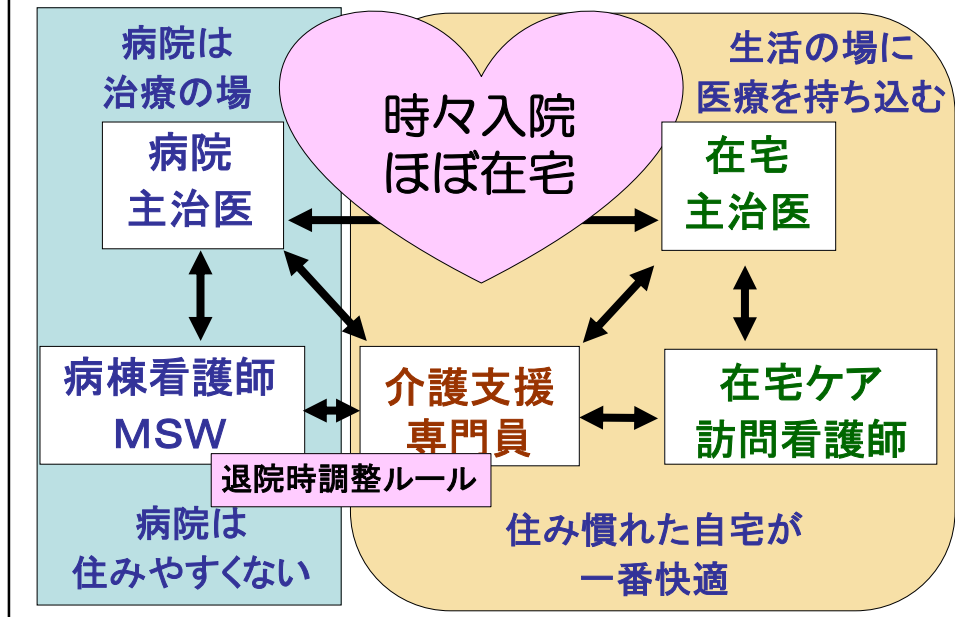 病院は
治療の場
時々入院
ほぼ在宅
生活の場に
医療を持ち込む
病院
主治医
在宅
主治医
病棟看護師
MSW
介護支援
専門員
在宅ケア
訪問看護師
退院時調整ルール
病院は
住みやすくない
住み慣れた自宅が
一番快適